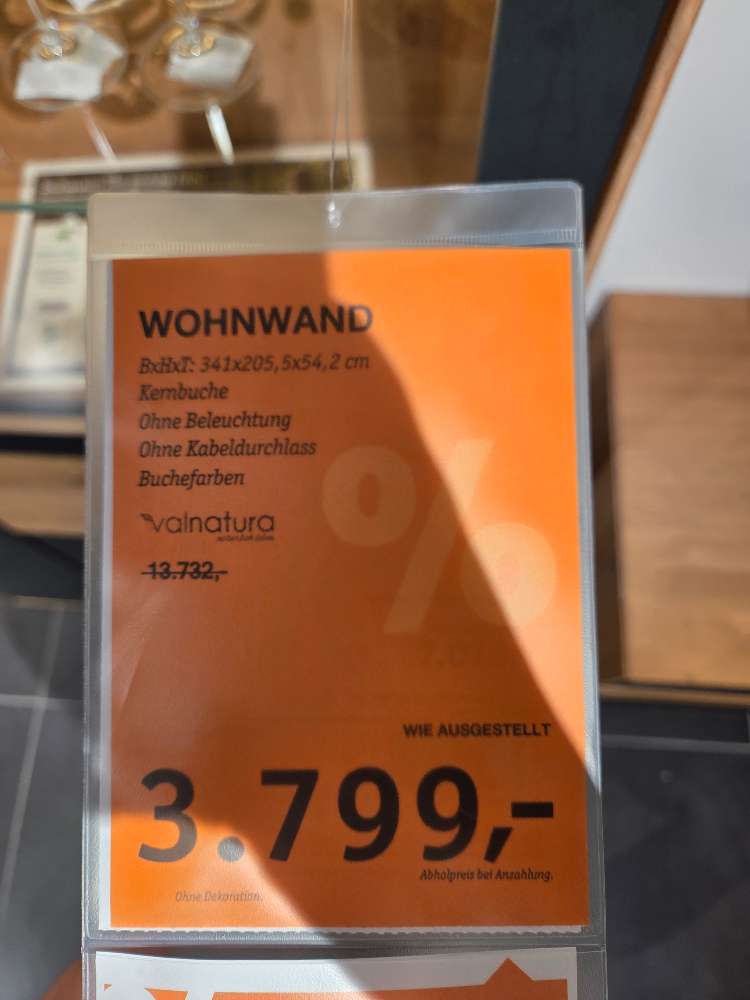 WOHNWAND
BxHxT: 341x205,5x54,2 cm
Kernbuche
Ohne Beleuchtung
Ohne Kabeldurchlass
Buchefarben
valnatura
13.732,-
%
WIE AUSGESTELLT
3.799,-
Abholpreis bei Anzahlung.
Ohne Dekoration.